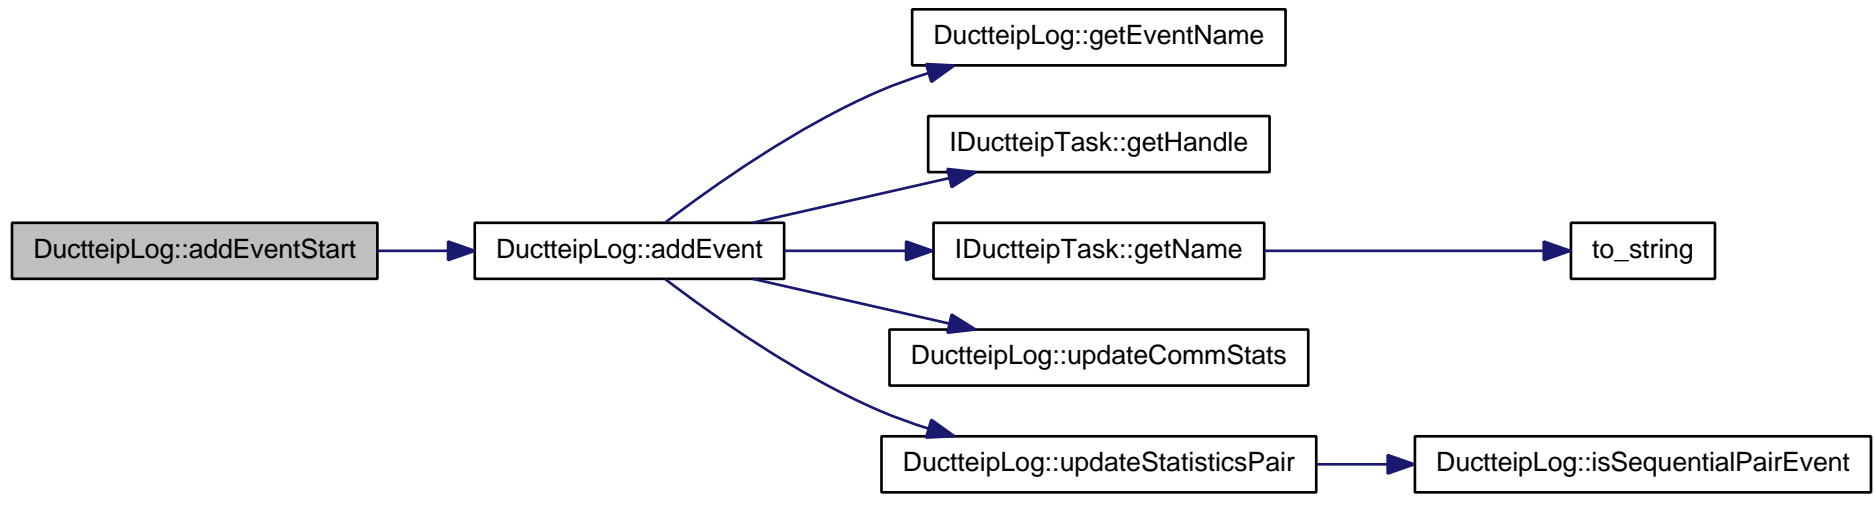 DuctteipLog::getEventName
IDuctteipTask::getHandle
DuctteipLog::addEventStart
DuctteipLog::addEvent
IDuctteipTask::getName
to_string
DuctteipLog::updateCommStats
DuctteipLog::updateStatisticsPair
DuctteipLog::isSequentialPairEvent